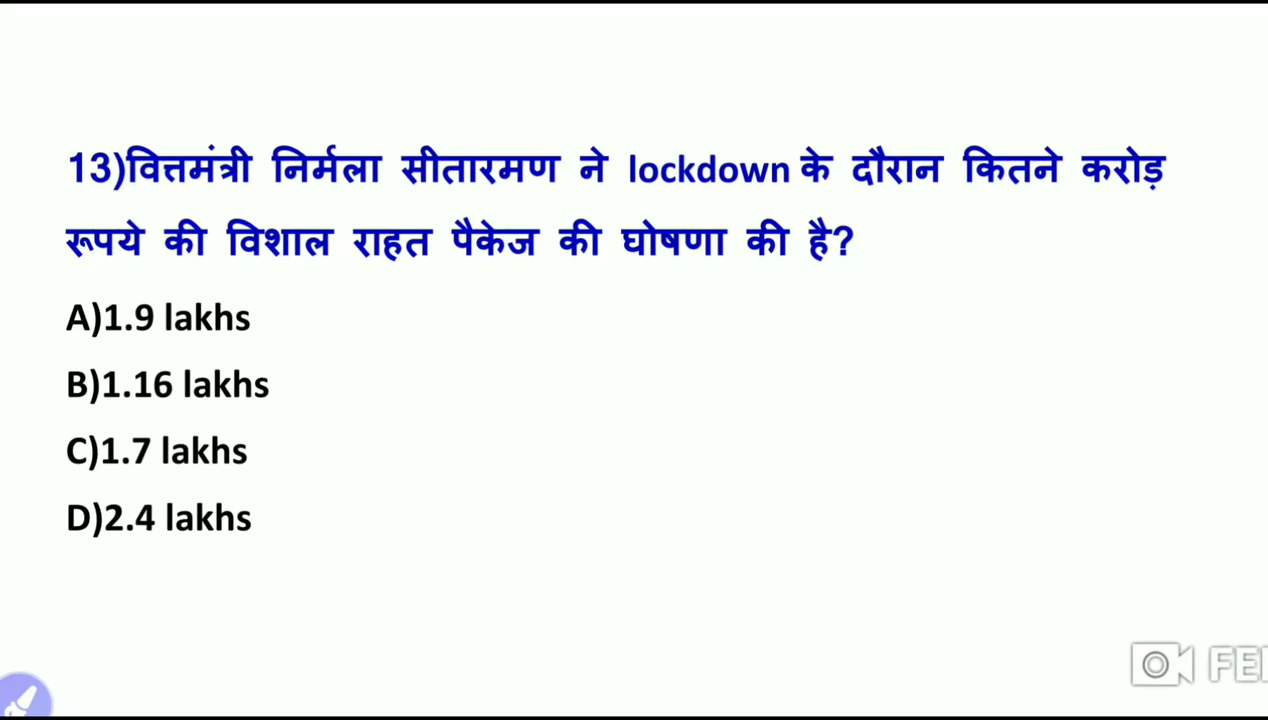 13)वित्तमंत्री निर्मला सीतारमण ने lockdown के दौरान कितने करोड़
रूपये की विशाल राहत पैकेज की घोषणा की है?
A)1.9 lakhs
B)1.16 lakhs
C)1.7 lakhs
D)2.4 lakhs